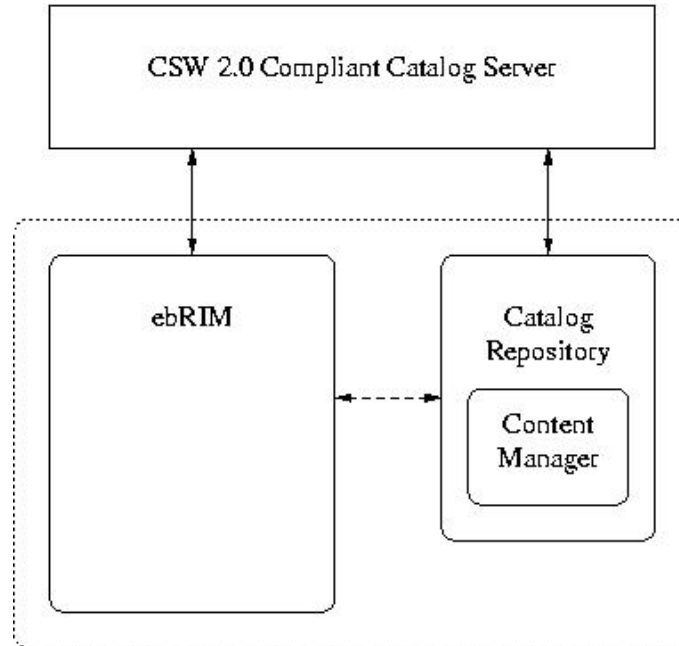 CSW 2.0 Compliant Catalog Server
ebRIM
Catalog
Repository
Content
Manager